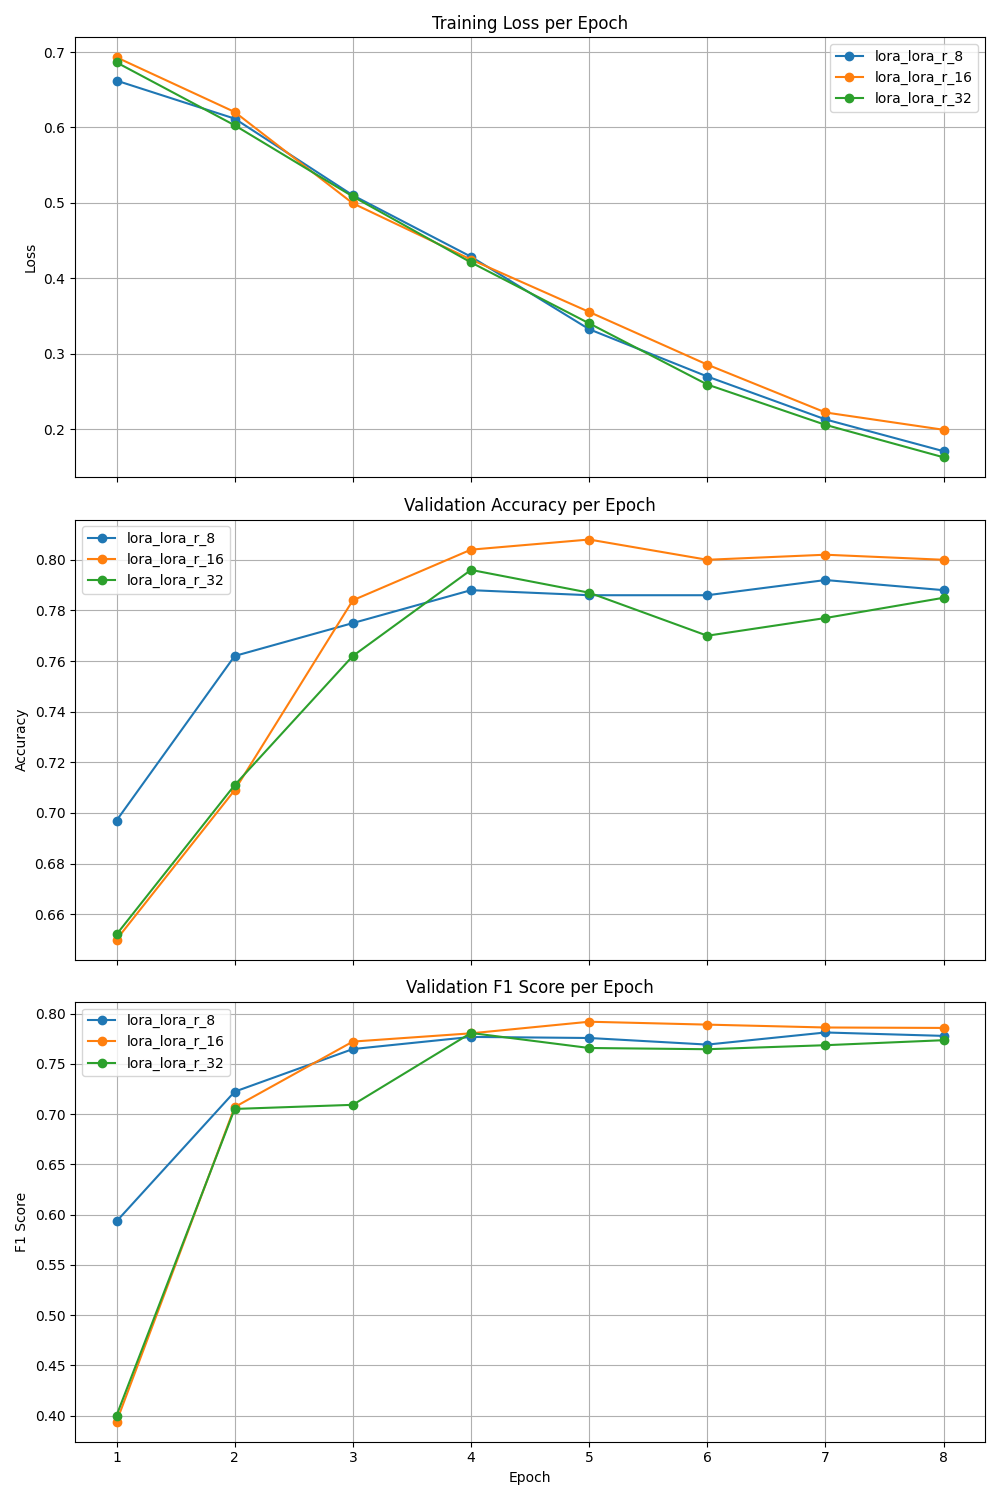 Training Loss per Epoch
lora_lora_r_8
lora_lora_r_16
lora_lora_r_32
0.7
0.6
0.5
0.4
0.3
0.2
Loss
Validation Accuracy per Epoch
lora_lora_r_8
lora_lora_r_16
lora_lora_r_32
0.80
0.78
0.76
0.74
0.72
0.70
0.68
0.66
Accuracy
Validation F1 Score per Epoch
lora_lora_r_8
lora_lora_r_16
lora_lora_r_32
0.80
0.75
0.70
0.65
0.60
0.55
0.50
0.45
0.40
F1 Score
1 2 3 4 5 6 7 8
Epoch